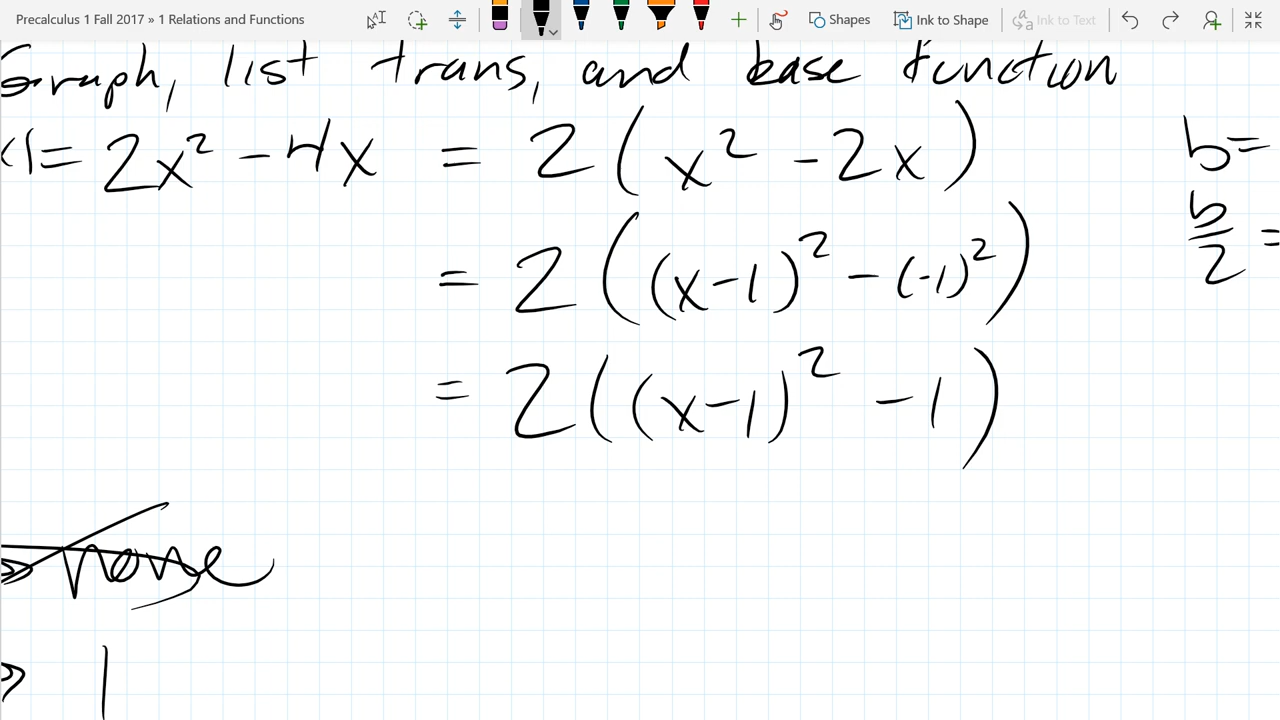 Precalculus 1 Fall 2017 » 1 Relations and Functions
Shapes
Ink to Shape
Ink to Text
Graph, list trans, and base function
= 2x² - 4x = 2(x² - 2x)
b=
= 2((x-1)² - (-1)²)
b/2 =
= 2((x-1)² - 1)
none